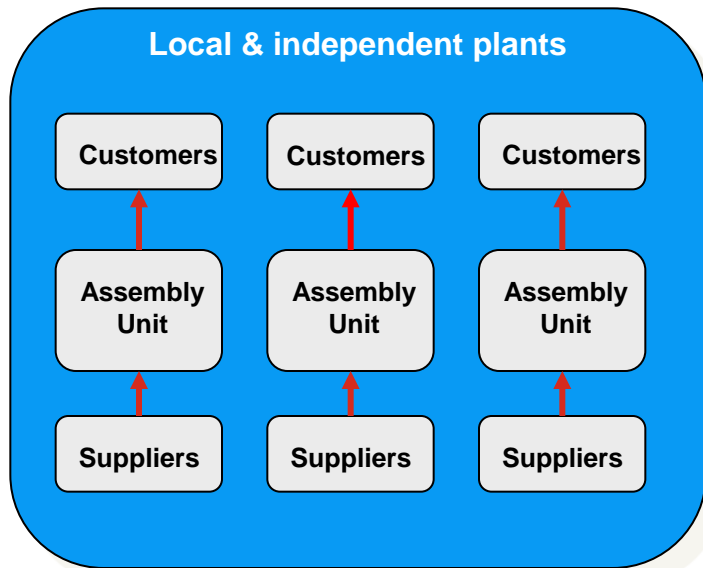 Local & independent plants
Customers
Customers
Customers
Assembly
Unit
Assembly
Unit
Assembly
Unit
Suppliers
Suppliers
Suppliers